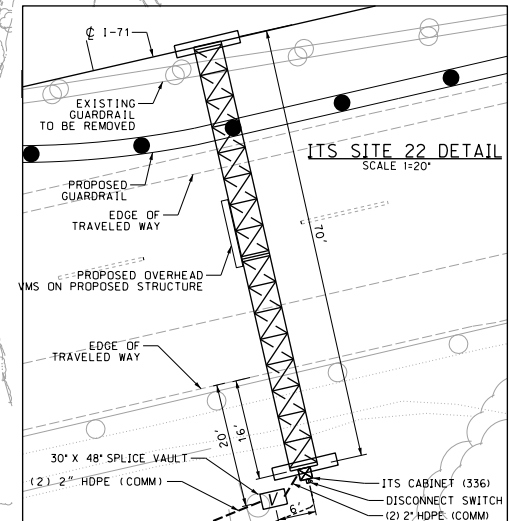 ℄ I-71
EXISTING
GUARDRAIL
TO BE REMOVED
ITS SITE 22 DETAIL
SCALE 1=20"
PROPOSED
GUARDRAIL
EDGE OF
TRAVELED WAY
70'
PROPOSED OVERHEAD
VMS ON PROPOSED STRUCTURE
EDGE OF
TRAVELED WAY
20'
16'
30" X 48" SPLICE VAULT
V
(2) 2" HDPE (COMM)
6'
ITS CABINET (336)
DISCONNECT SWITCH
(2) 2" HDPE (COMM)